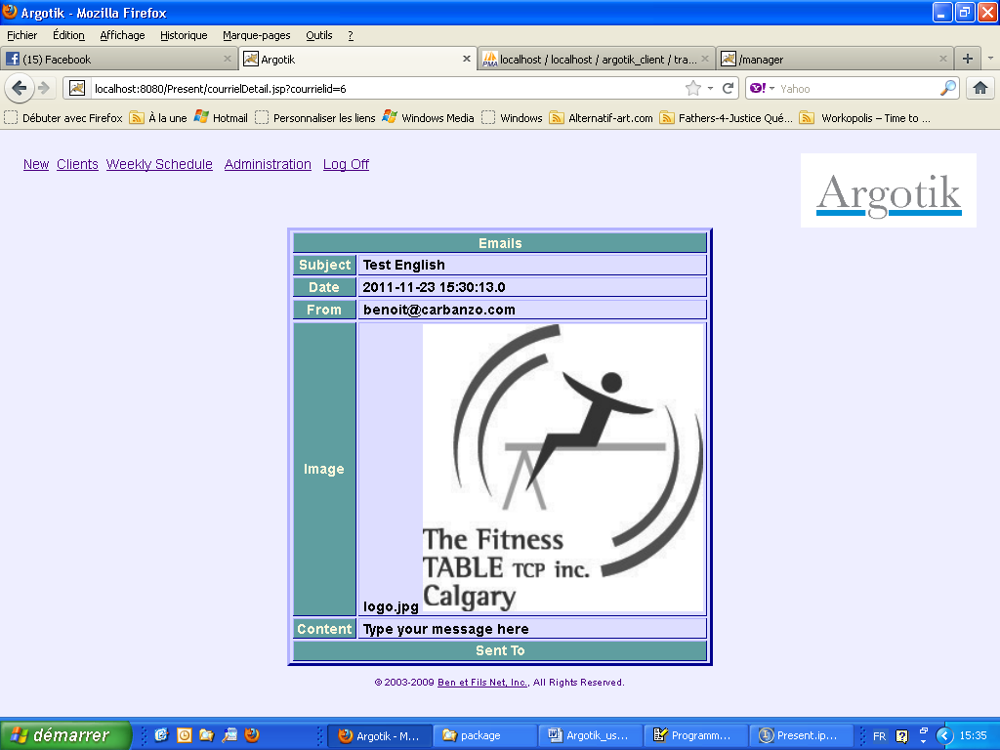 Argotik - Mozilla Firefox
Fichier Édition Affichage Historique Marque-pages Outils ?
(15) Facebook Argotik localhost / localhost / argotik_client / tra... /manager
localhost:8080/Present/courrielDetail.jsp?courrielid=6 Yahoo
Débuter avec Firefox À la une Hotmail Personnaliser les liens Windows Media Windows Alternatif-art.com Fathers-4-Justice Qué... Workopolis – Time to ...
New Clients Weekly Schedule Administration Log Off
Argotik
Emails
Subject Test English
Date 2011-11-23 15:30:13.0
From benoit@carbanzo.com
Image
The Fitness
TABLE TCP inc.
Calgary
logo.jpg
Content Type your message here
Sent To
© 2003-2009 Ben et Fils Net, Inc., All Rights Reserved.
démarrer Argotik - M... package Argotik_us... Programm... Present.ip... FR 15:35